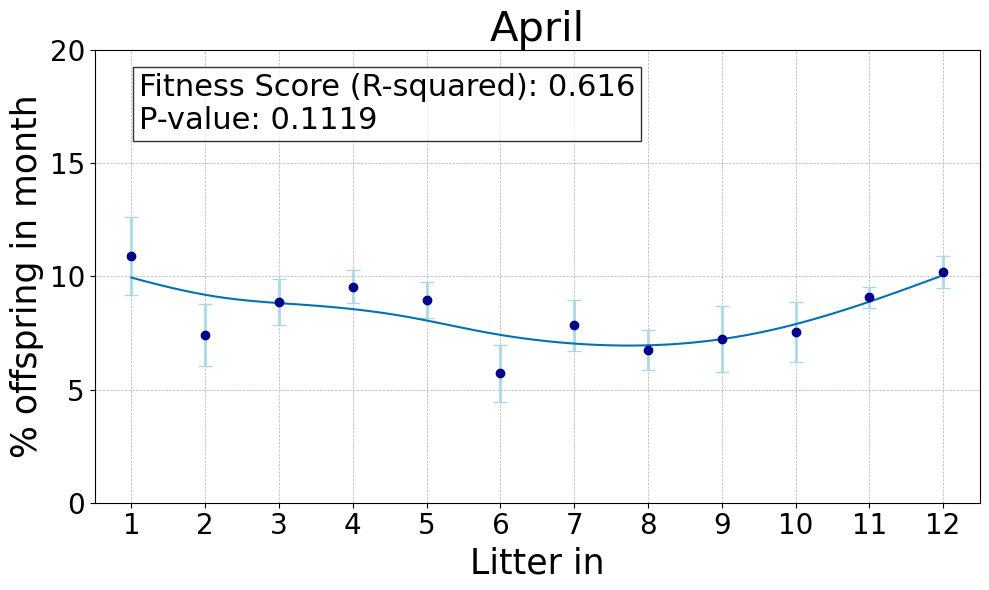 April
% offspring in month
20
15
10
5
0
Fitness Score (R-squared): 0.616
P-value: 0.1119
1 2 3 4 5 6 7 8 9 10 11 12
Litter in